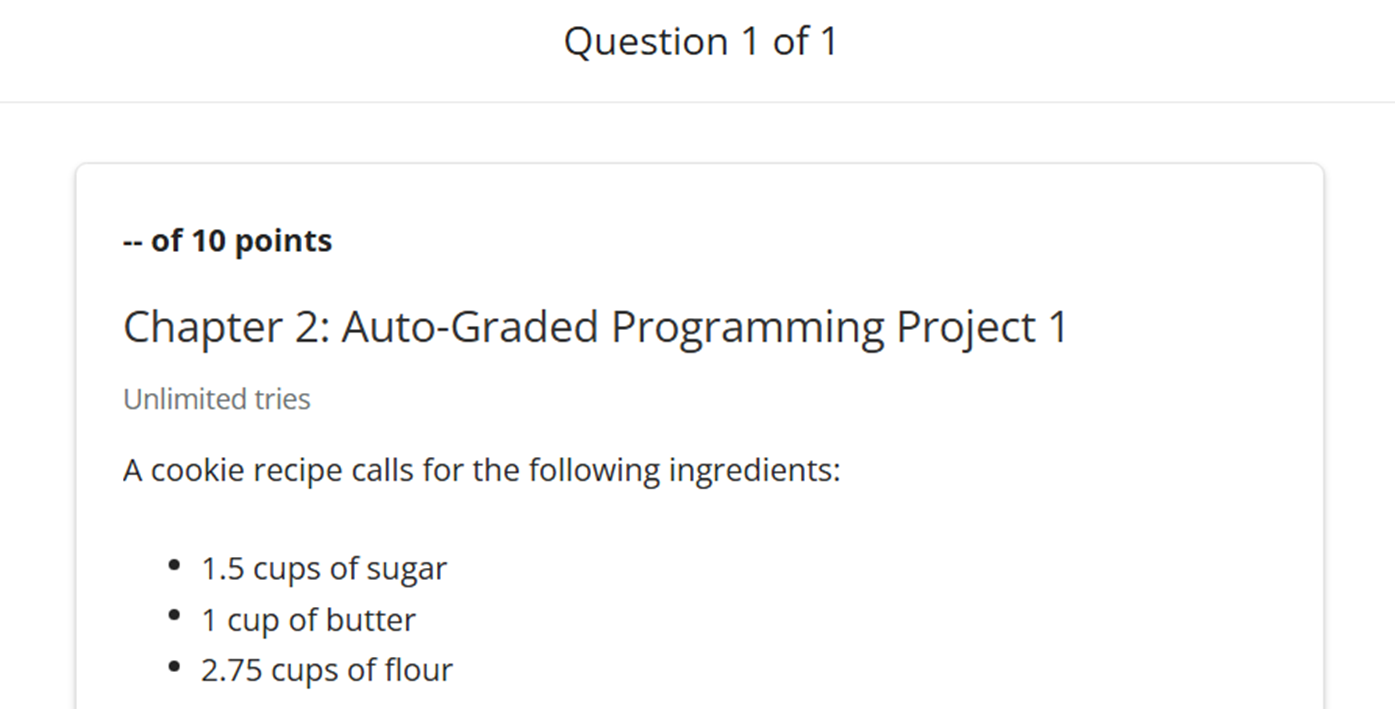 Question 1 of 1
-- of 10 points
Chapter 2: Auto-Graded Programming Project 1
Unlimited tries
A cookie recipe calls for the following ingredients:
• 1.5 cups of sugar
• 1 cup of butter
• 2.75 cups of flour